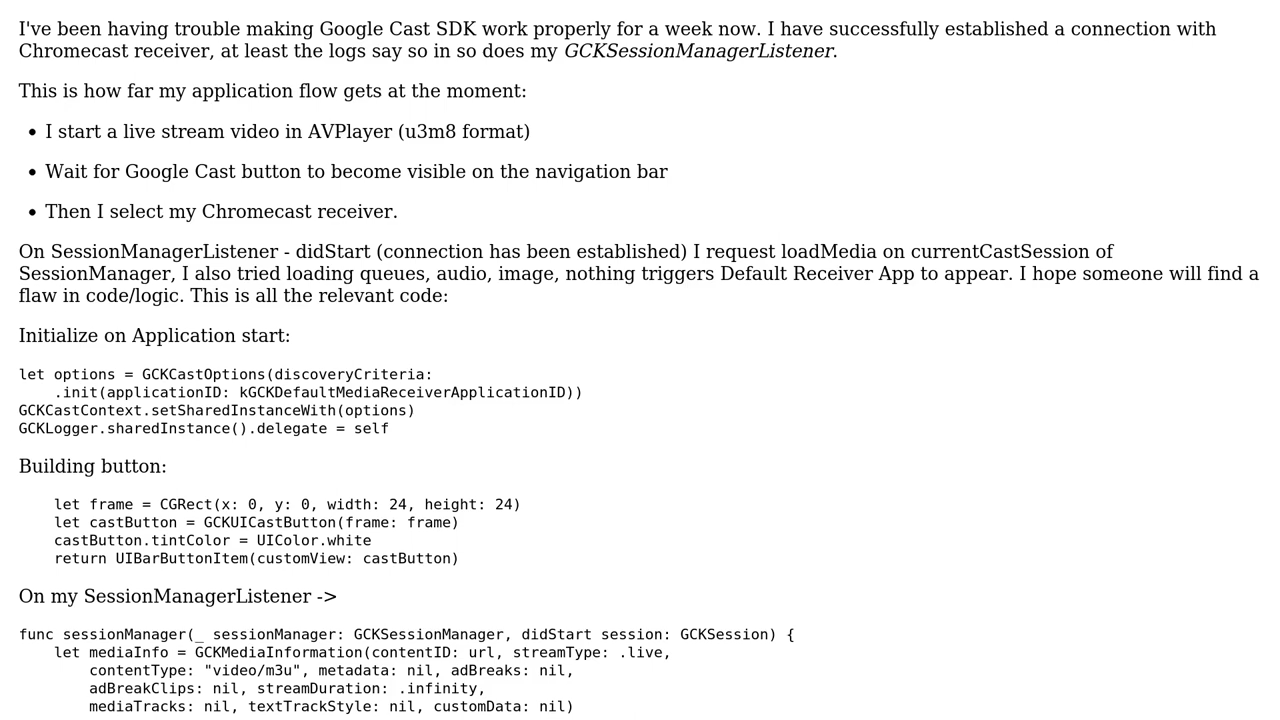 I've been having trouble making Google Cast SDK work properly for a week now. I have successfully established a connection with
Chromecast receiver, at least the logs say so in so does my GCKSessionManagerListener.
This is how far my application flow gets at the moment:
• I start a live stream video in AVPlayer (u3m8 format)
• Wait for Google Cast button to become visible on the navigation bar
• Then I select my Chromecast receiver.
On SessionManagerListener - didStart (connection has been established) I request loadMedia on currentCastSession of
SessionManager, I also tried loading queues, audio, image, nothing triggers Default Receiver App to appear. I hope someone will find a
flaw in code/logic. This is all the relevant code:
Initialize on Application start:
let options = GCKCastOptions(discoveryCriteria:
    .init(applicationID: kGCKDefaultMediaReceiverApplicationID))
GCKCastContext.setSharedInstanceWith(options)
GCKLogger.sharedInstance().delegate = self
Building button:
    let frame = CGRect(x: 0, y: 0, width: 24, height: 24)
    let castButton = GCKUICastButton(frame: frame)
    castButton.tintColor = UIColor.white
    return UIBarButtonItem(customView: castButton)
On my SessionManagerListener ->
func sessionManager(_ sessionManager: GCKSessionManager, didStart session: GCKSession) {
    let mediaInfo = GCKMediaInformation(contentID: url, streamType: .live,
        contentType: "video/m3u", metadata: nil, adBreaks: nil,
        adBreakClips: nil, streamDuration: .infinity,
        mediaTracks: nil, textTrackStyle: nil, customData: nil)